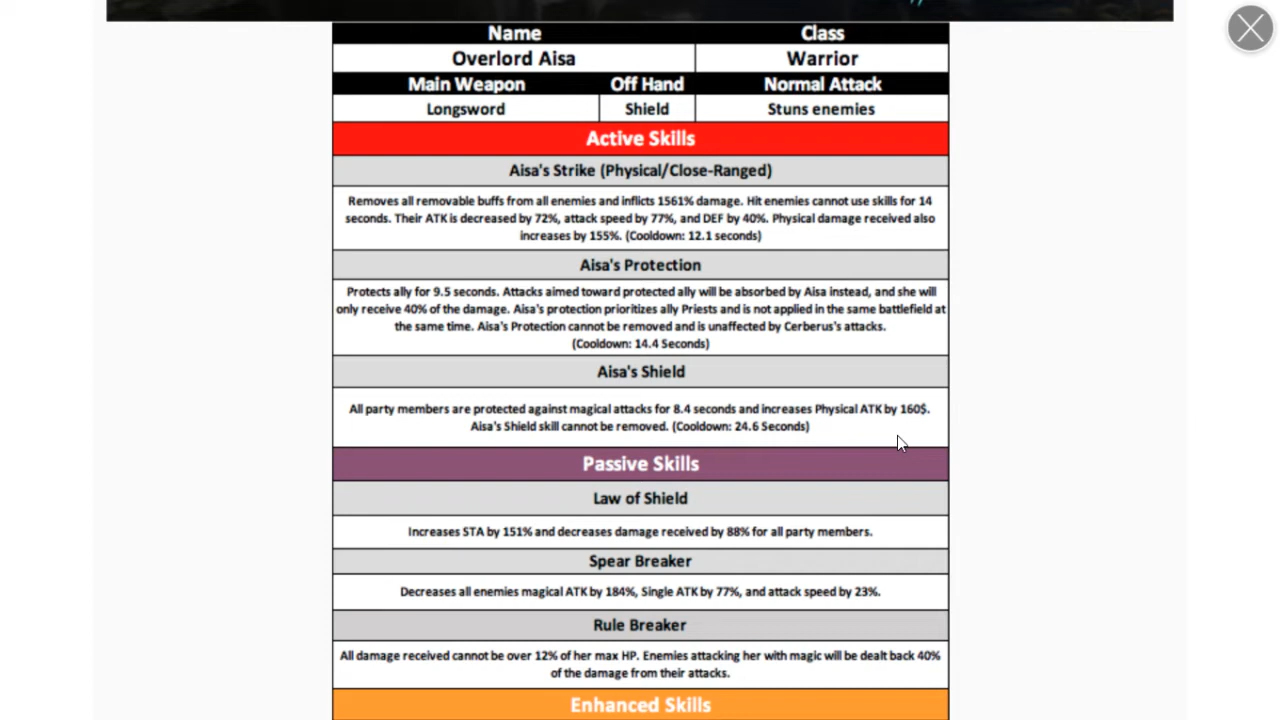 Name Class
Overlord Aisa Warrior
Main Weapon Off Hand Normal Attack
Longsword Shield Stuns enemies
Active Skills
Aisa's Strike (Physical/Close-Ranged)
Removes all removable buffs from all enemies and inflicts 1561% damage. Hit enemies cannot use skills for 14
seconds. Their ATK is decreased by 72%, attack speed by 77%, and DEF by 40%. Physical damage received also
increases by 155%. (Cooldown: 12.1 seconds)
Aisa's Protection
Protects ally for 9.5 seconds. Attacks aimed toward protected ally will be absorbed by Aisa instead, and she will
only receive 40% of the damage. Aisa's protection prioritizes ally Priests and is not applied in the same battlefield at
the same time. Aisa's Protection cannot be removed and is unaffected by Cerberus's attacks.
(Cooldown: 14.4 Seconds)
Aisa's Shield
All party members are protected against magical attacks for 8.4 seconds and increases Physical ATK by 160$.
Aisa's Shield skill cannot be removed. (Cooldown: 24.6 Seconds)
Passive Skills
Law of Shield
Increases STA by 151% and decreases damage received by 88% for all party members.
Spear Breaker
Decreases all enemies magical ATK by 184%, Single ATK by 77%, and attack speed by 23%.
Rule Breaker
All damage received cannot be over 12% of her max HP. Enemies attacking her with magic will be dealt back 40%
of the damage from their attacks.
Enhanced Skills